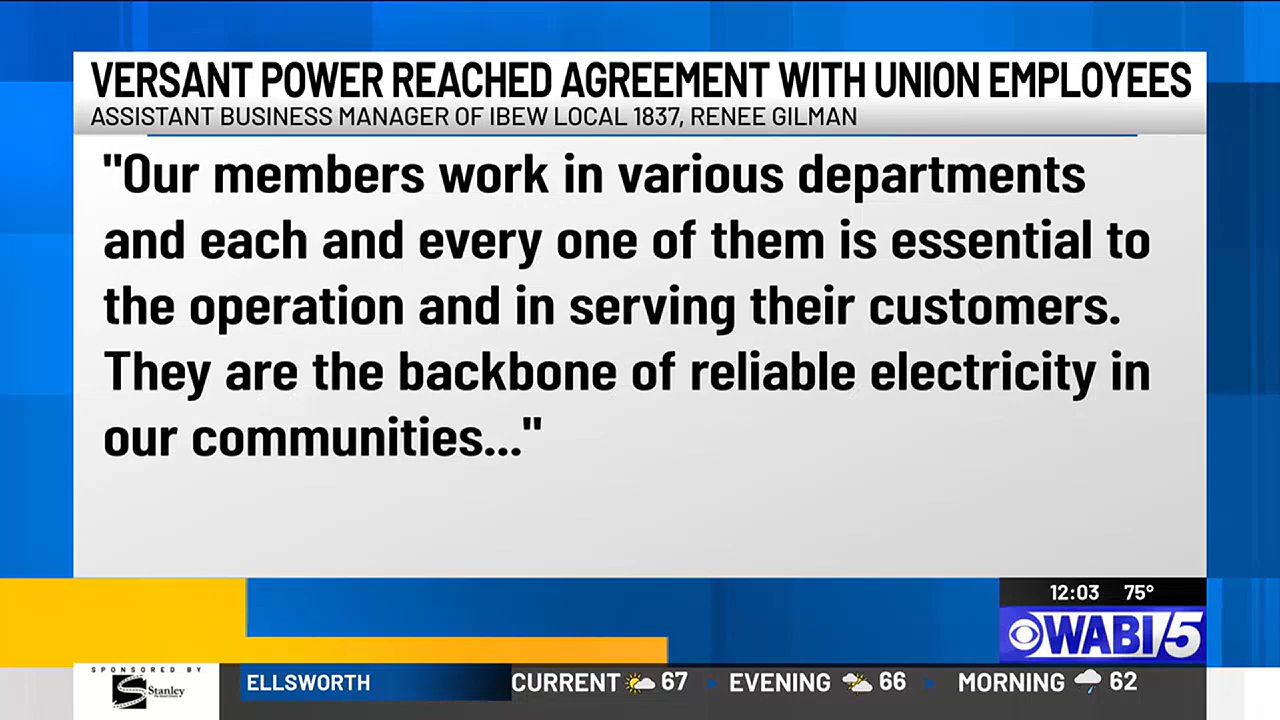 VERSANT POWER REACHED AGREEMENT WITH UNION EMPLOYEES
ASSISTANT BUSINESS MANAGER OF IBEW LOCAL 1837, RENEE GILMAN
"Our members work in various departments
and each and every one of them is essential to
the operation and in serving their customers.
They are the backbone of reliable electricity in
our communities..."
12:03 75°
WABI 5
SPONSORED BY
Stanley
ELLSWORTH
CURRENT 67 EVENING 66 MORNING 62